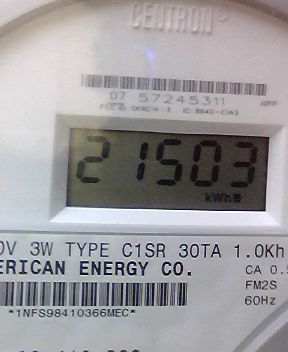 CENTRON®
07 57245311
21503
kWh
0V 3W TYPE C1SR 30TA 1.0Kh
ERICAN ENERGY CO. CA 0.5
FM2S
60Hz
*1NFS98410366MEC*